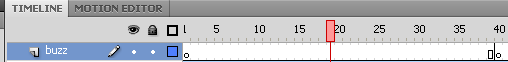 TIMELINE MOTION EDITOR
1 5 10 15 20 25 30 35 40
buzz